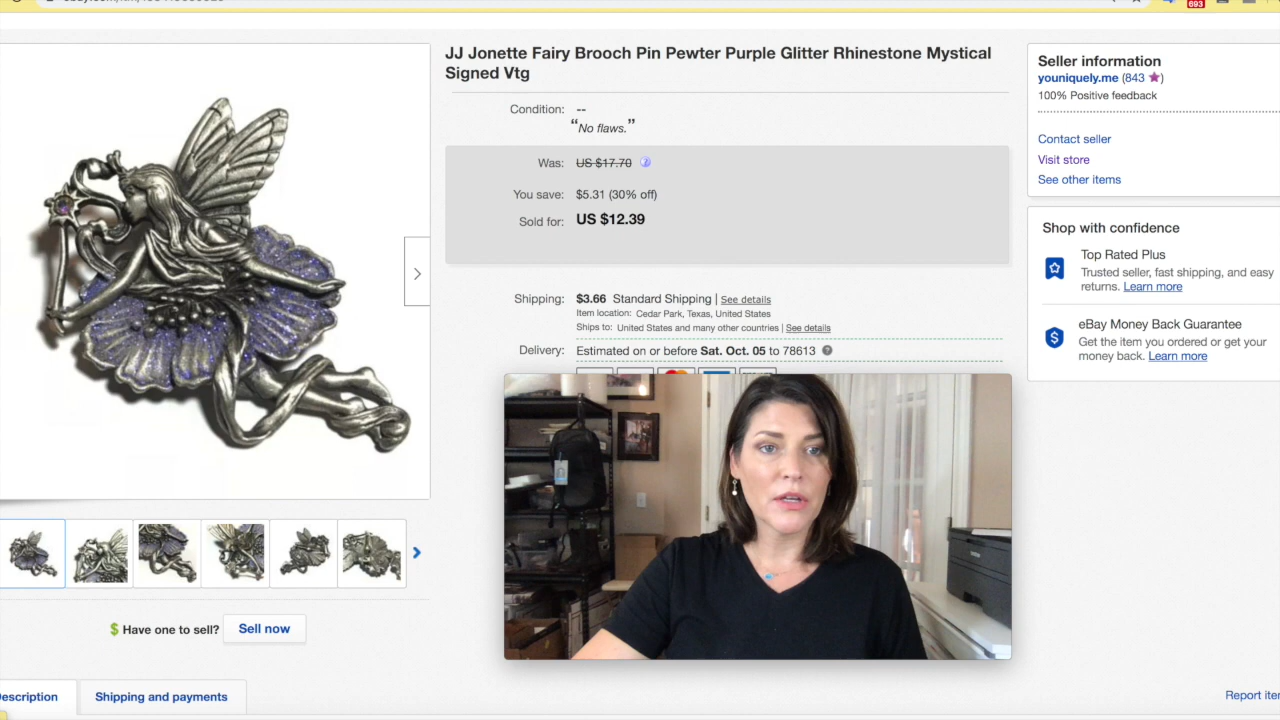 693
JJ Jonette Fairy Brooch Pin Pewter Purple Glitter Rhinestone Mystical
Signed Vtg
Condition: --
“No flaws.”
Was: US $17.70
You save: $5.31 (30% off)
Sold for: US $12.39
Shipping: $3.66 Standard Shipping | See details
Item location: Cedar Park, Texas, United States
Ships to: United States and many other countries | See details
Delivery: Estimated on or before Sat. Oct. 05 to 78613
Seller information
youniquely.me (843)
100% Positive feedback
Contact seller
Visit store
See other items
Shop with confidence
Top Rated Plus
Trusted seller, fast shipping, and easy
returns. Learn more
eBay Money Back Guarantee
Get the item you ordered or get your
money back. Learn more
$ Have one to sell? Sell now
escription
Shipping and payments
Report iter